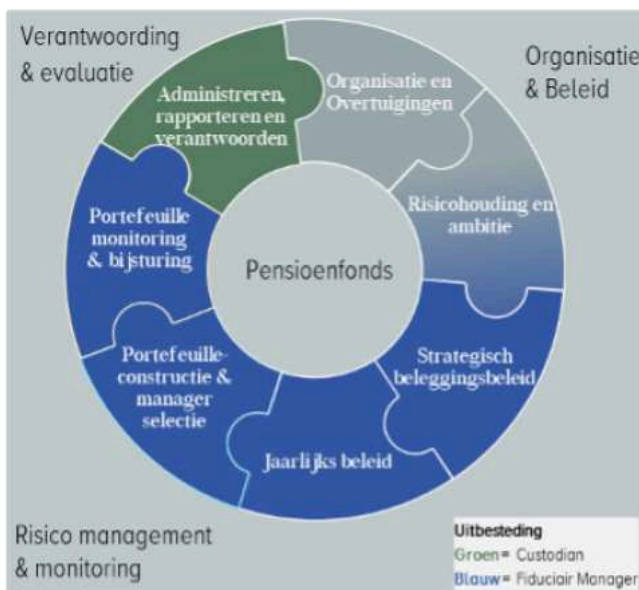 Verantwoording
& evaluatie
Organisatie
& Beleid
Administreren,
rapporteren en
verantwoorden
Organisatie en
Overtuigingen
Risicohouding en
ambitie
Portefeuille
monitoring
& bijsturing
Pensioenfonds
Strategisch
beleggingsbeleid
Portefeuille-
constructie &
manager
selectie
Jaarlijks beleid
Risico management
& monitoring
Uitbesteding
Groen= Custodian
Blauw= Fiduciair Manager